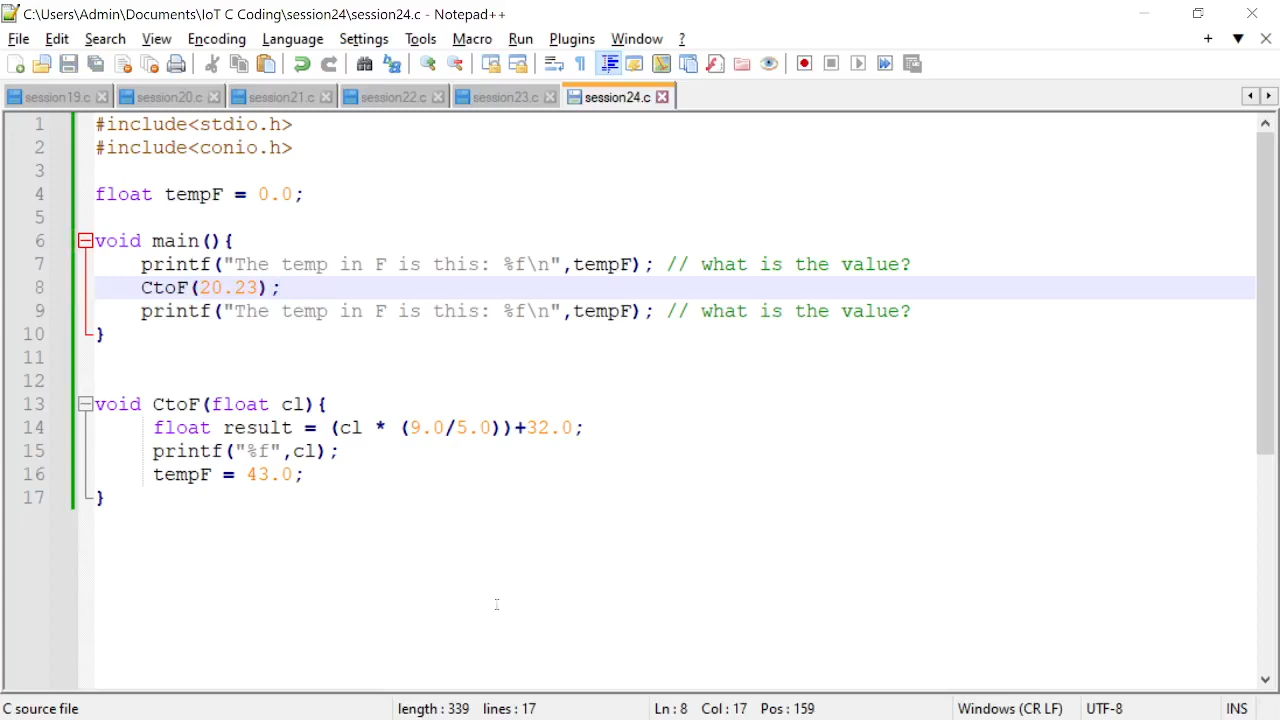 C:\Users\Admin\Documents\IoT C Coding\session24\session24.c - Notepad++
File Edit Search View Encoding Language Settings Tools Macro Run Plugins Window ?
session19.c session20.c session21.c session22.c session23.c session24.c
1 #include<stdio.h>
2 #include<conio.h>
3
4 float tempF = 0.0;
5
6 void main(){
7 printf("The temp in F is this: %f\n",tempF); // what is the value?
8 CtoF(20.23);
9 printf("The temp in F is this: %f\n",tempF); // what is the value?
10 }
11
12
13 void CtoF(float cl){
14 float result = (cl * (9.0/5.0))+32.0;
15 printf("%f",cl);
16 tempF = 43.0;
17 }
C source file length : 339 lines : 17 Ln : 8 Col : 17 Pos : 159 Windows (CR LF) UTF-8 INS